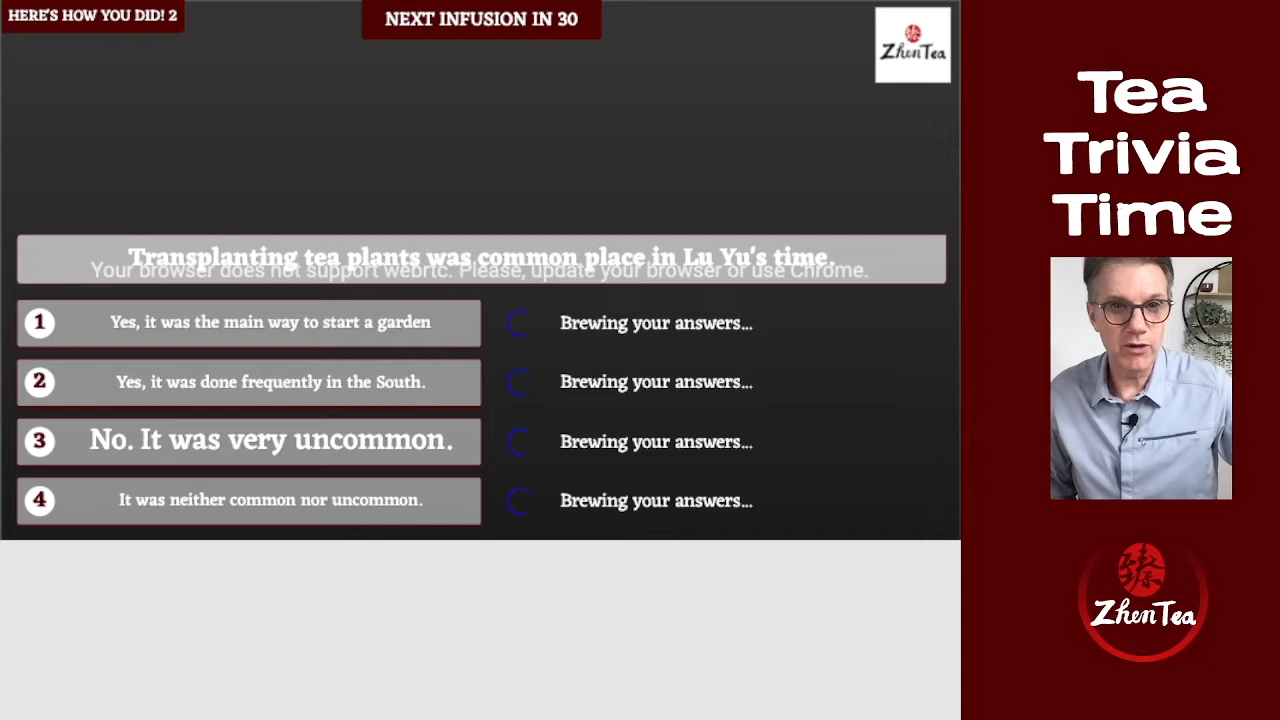 HERE'S HOW YOU DID! 2
NEXT INFUSION IN 30
ZhenTea
Transplanting tea plants was common place in Lu Yu's time.
Your browser does not support webrtc. Please, update your browser or use Chrome.
1 Yes, it was the main way to start a garden
Brewing your answers...
2 Yes, it was done frequently in the South.
Brewing your answers...
3 No. It was very uncommon.
Brewing your answers...
4 It was neither common nor uncommon.
Brewing your answers...
Tea
Trivia
Time
臻
ZhenTea